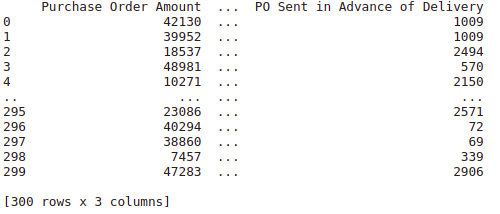 Purchase Order Amount ... PO Sent in Advance of Delivery
0 42130 ... 1009
1 39952 ... 1009
2 18537 ... 2494
3 48981 ... 570
4 10271 ... 2150
.. ... ... ...
295 23086 ... 2571
296 40294 ... 72
297 38860 ... 69
298 7457 ... 339
299 47283 ... 2906
[300 rows x 3 columns]